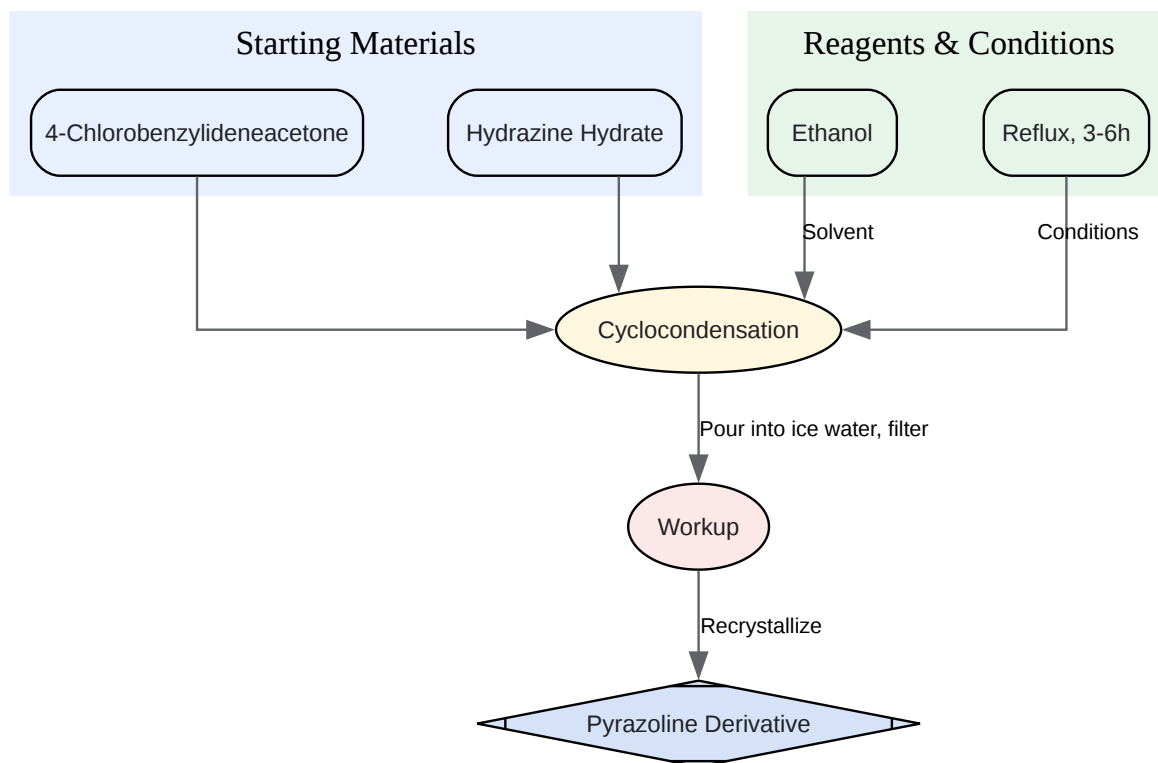 Starting Materials
Reagents & Conditions
4-Chlorobenzylideneacetone
Hydrazine Hydrate
Ethanol
Reflux, 3-6h
Solvent
Conditions
Cyclocondensation
Pour into ice water, filter
Workup
Recrystallize
Pyrazoline Derivative